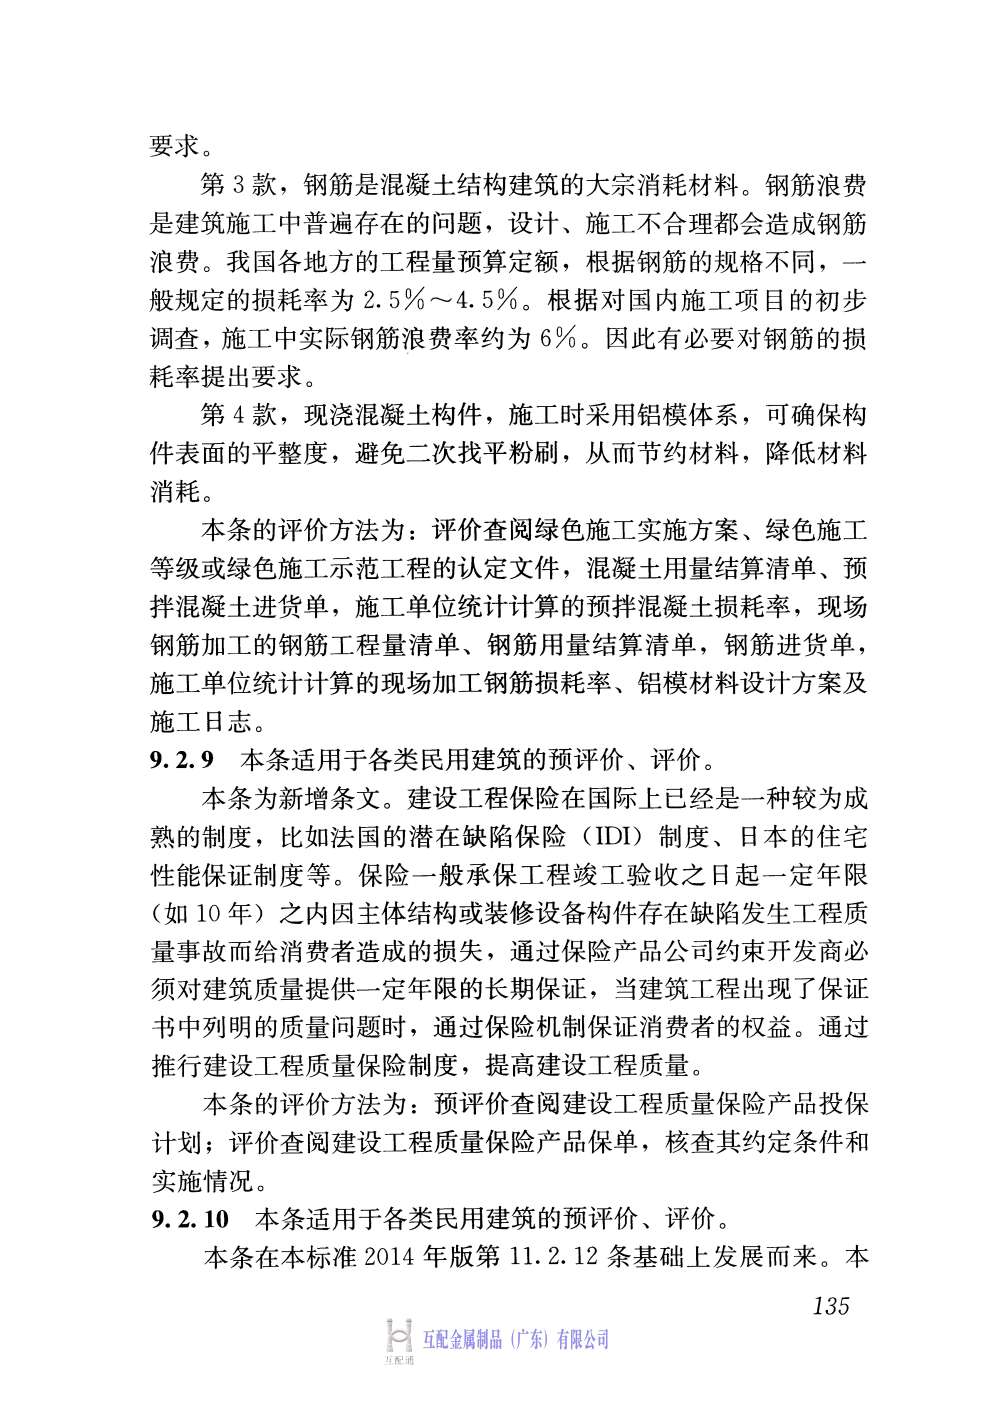 要求。
第 3 款，钢筋是混凝土结构建筑的大宗消耗材料。钢筋浪费
是建筑施工中普遍存在的问题，设计、施工不合理都会造成钢筋
浪费。我国各地方的工程量预算定额，根据钢筋的规格不同，一
般规定的损耗率为 2.5%～4.5%。根据对国内施工项目的初步
调查，施工中实际钢筋浪费率约为 6%。因此有必要对钢筋的损
耗率提出要求。
第 4 款，现浇混凝土构件，施工时采用铝模体系，可确保构
件表面的平整度，避免二次找平粉刷，从而节约材料，降低材料
消耗。
本条的评价方法为：评价查阅绿色施工实施方案、绿色施工
等级或绿色施工示范工程的认定文件，混凝土用量结算清单、预
拌混凝土进货单，施工单位统计计算的预拌混凝土损耗率，现场
钢筋加工的钢筋工程量清单、钢筋用量结算清单，钢筋进货单，
施工单位统计计算的现场加工钢筋损耗率、铝模材料设计方案及
施工日志。
9.2.9 本条适用于各类民用建筑的预评价、评价。
本条为新增条文。建设工程保险在国际上已经是一种较为成
熟的制度，比如法国的潜在缺陷保险（IDI）制度、日本的住宅
性能保证制度等。保险一般承保工程竣工验收之日起一定年限
（如 10 年）之内因主体结构或装修设备构件存在缺陷发生工程质
量事故而给消费者造成的损失，通过保险产品公司约束开发商必
须对建筑质量提供一定年限的长期保证，当建筑工程出现了保证
书中列明的质量问题时，通过保险机制保证消费者的权益。通过
推行建设工程质量保险制度，提高建设工程质量。
本条的评价方法为：预评价查阅建设工程质量保险产品投保
计划；评价查阅建设工程质量保险产品保单，核查其约定条件和
实施情况。
9.2.10 本条适用于各类民用建筑的预评价、评价。
本条在本标准 2014 年版第 11.2.12 条基础上发展而来。本
135
互配通 互配金属制品（广东）有限公司